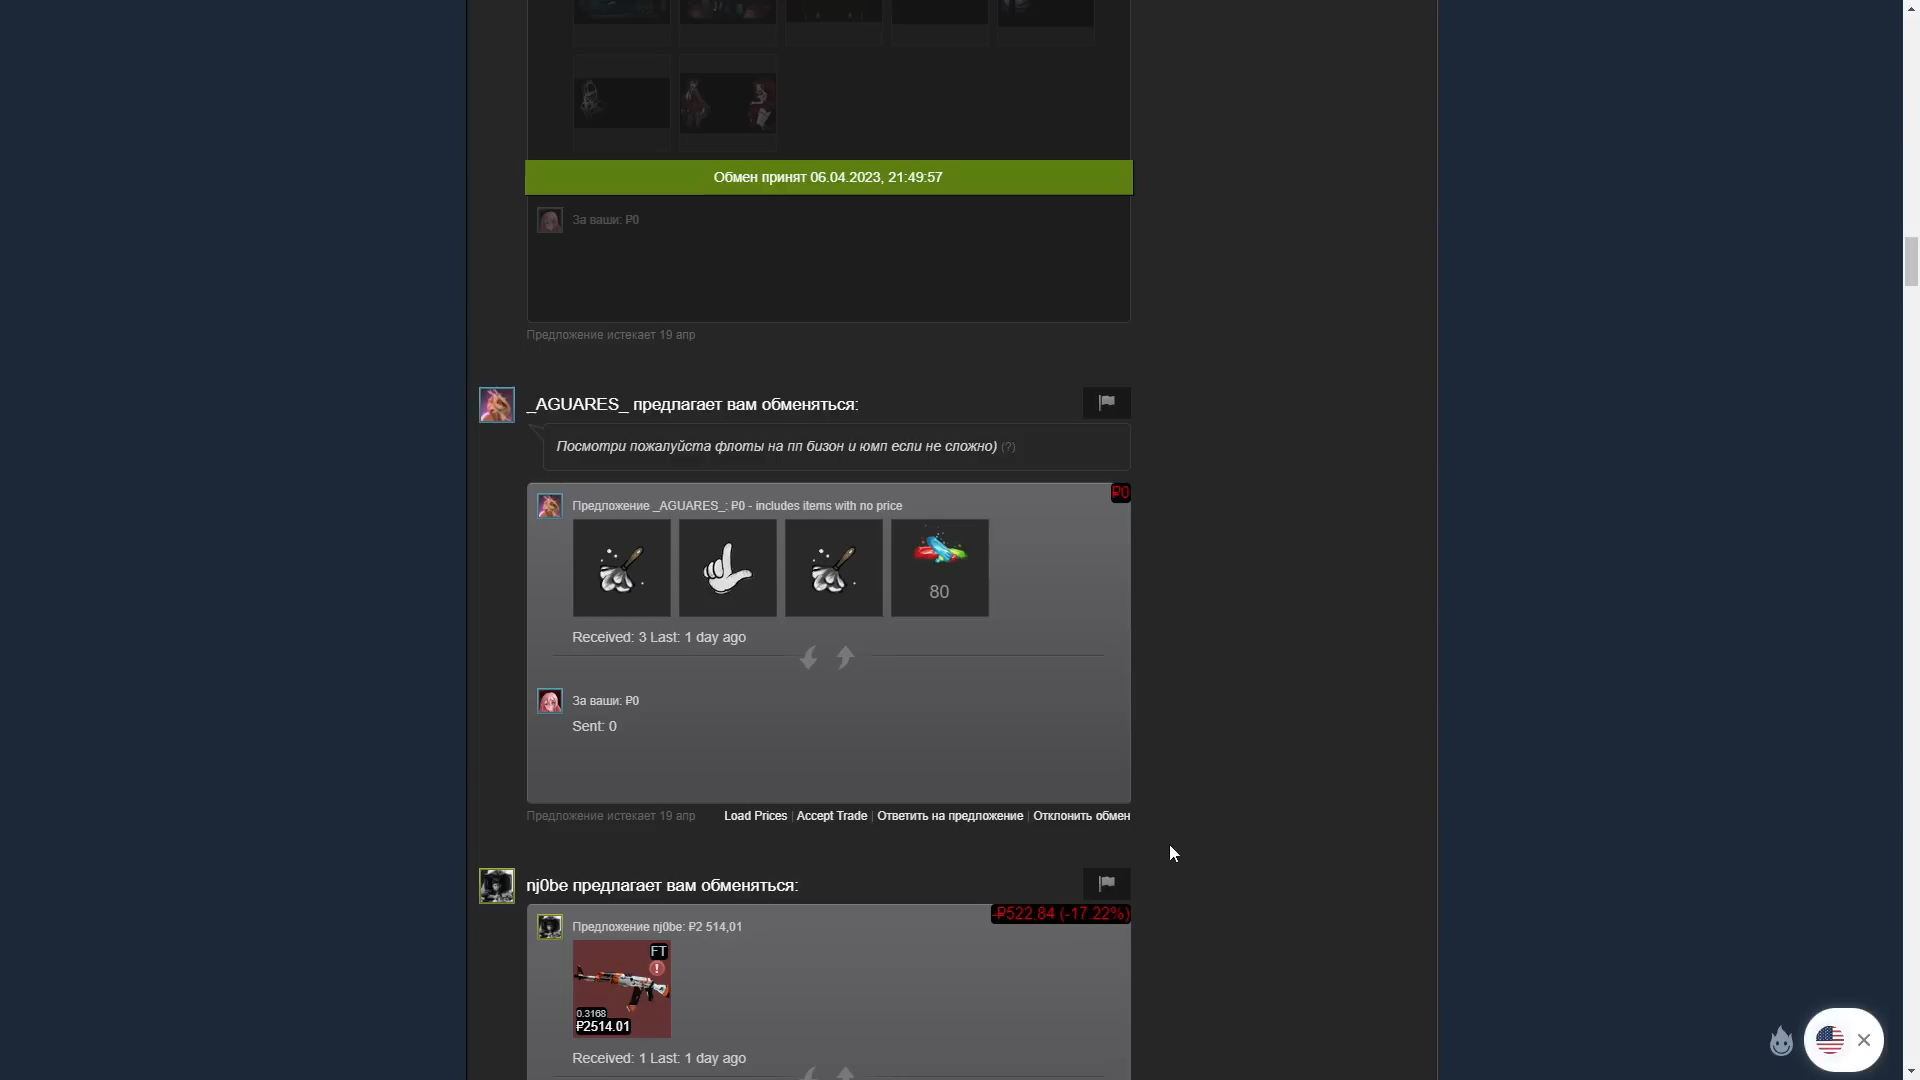 Обмен принят 06.04.2023, 21:49:57
За ваши: ₽0
Предложение истекает 19 апр
_AGUARES_ предлагает вам обменяться:
Посмотри пожалуйста флоты на пп бизон и юмп если не сложно) (?)
₽0
Предложение _AGUARES_: ₽0 - includes items with no price
80
Received: 3 Last: 1 day ago
За ваши: ₽0
Sent: 0
Предложение истекает 19 апр Load Prices | Accept Trade | Ответить на предложение | Отклонить обмен
nj0be предлагает вам обменяться:
-₽522.84 (-17.22%)
Предложение nj0be: ₽2 514,01
FT
0.3168
₽2514.01
Received: 1 Last: 1 day ago